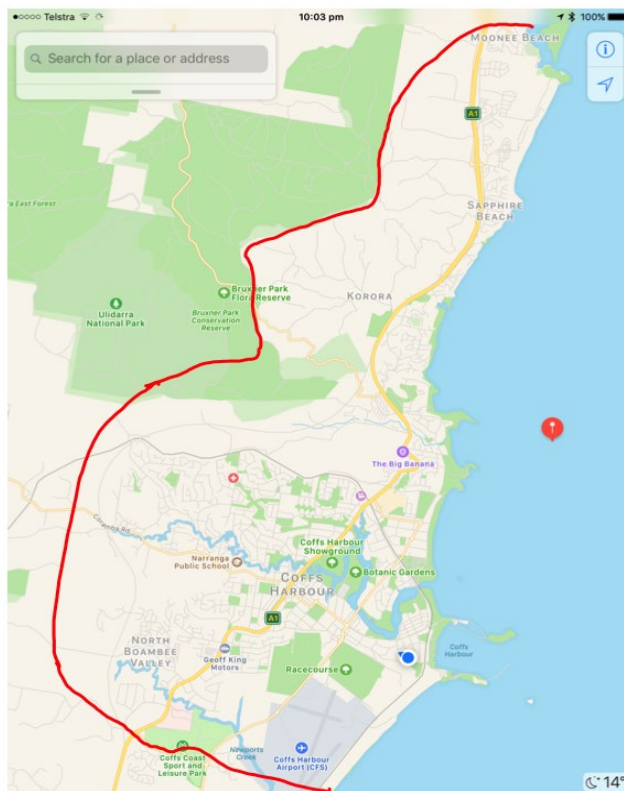 Telstra
10:03 pm
100%
Search for a place or address
MOONEE BEACH
A1
SAPPHIRE
BEACH
ra East Forest
Bruxner Park
Flora Reserve
KORORA
Ulidarra
National Park
Bruxner Park
Conservation
Reserve
The Big Banana
Coramba Rd
Coffs Harbour
Showground
Narranga
Public School
Botanic Gardens
COFFS
HARBOUR
A1
NORTH
BOAMBEE
VALLEY
Coffs
Harbour
Geoff King
Motors
Racecourse
Newports
Creek
Coffs Coast
Sport and
Leisure Park
Coffs Harbour
Airport (CFS)
14°